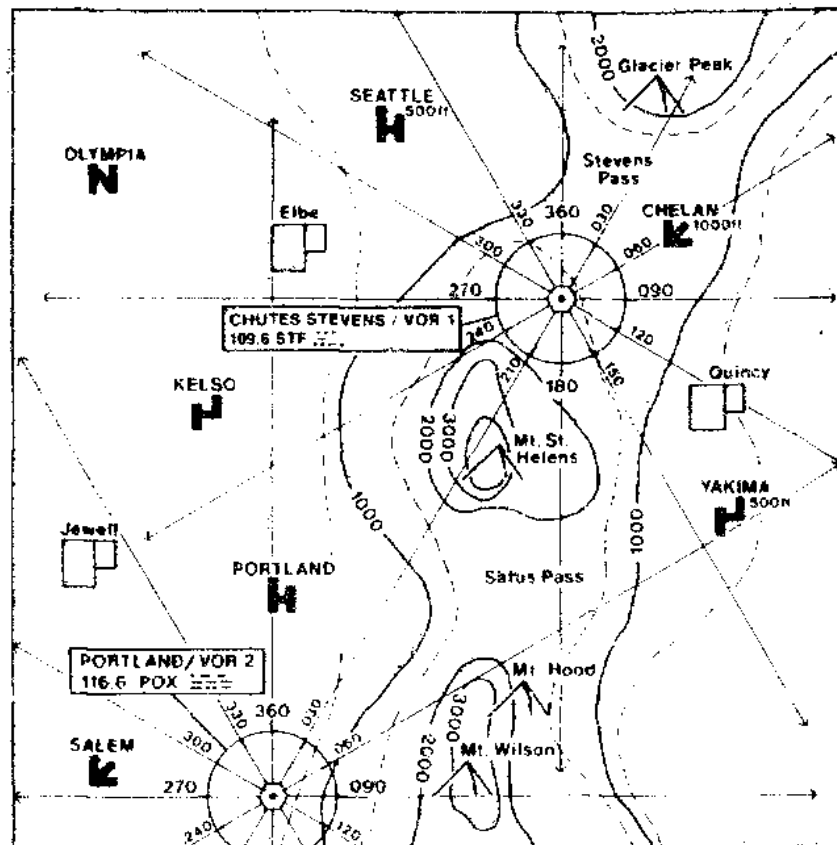 2000
Glacier Peak
SEATTLE
500ft
OLYMPIA
Stevens
Pass
Elbe
330
360
030
CHELAN
1000ft
300
060
270
090
CHUTES STEVENS / VOR 1
109.6 STF
240
120
210
180
150
KELSO
Quincy
2000
3000
Mt. St.
Helens
YAKIMA
500ft
1000
1000
Jewell
PORTLAND
Satus Pass
PORTLAND/VOR 2
116.6 POX
Mt. Hood
330
360
030
3000
SALEM
300
060
2000
Mt. Wilson
270
090
240
120